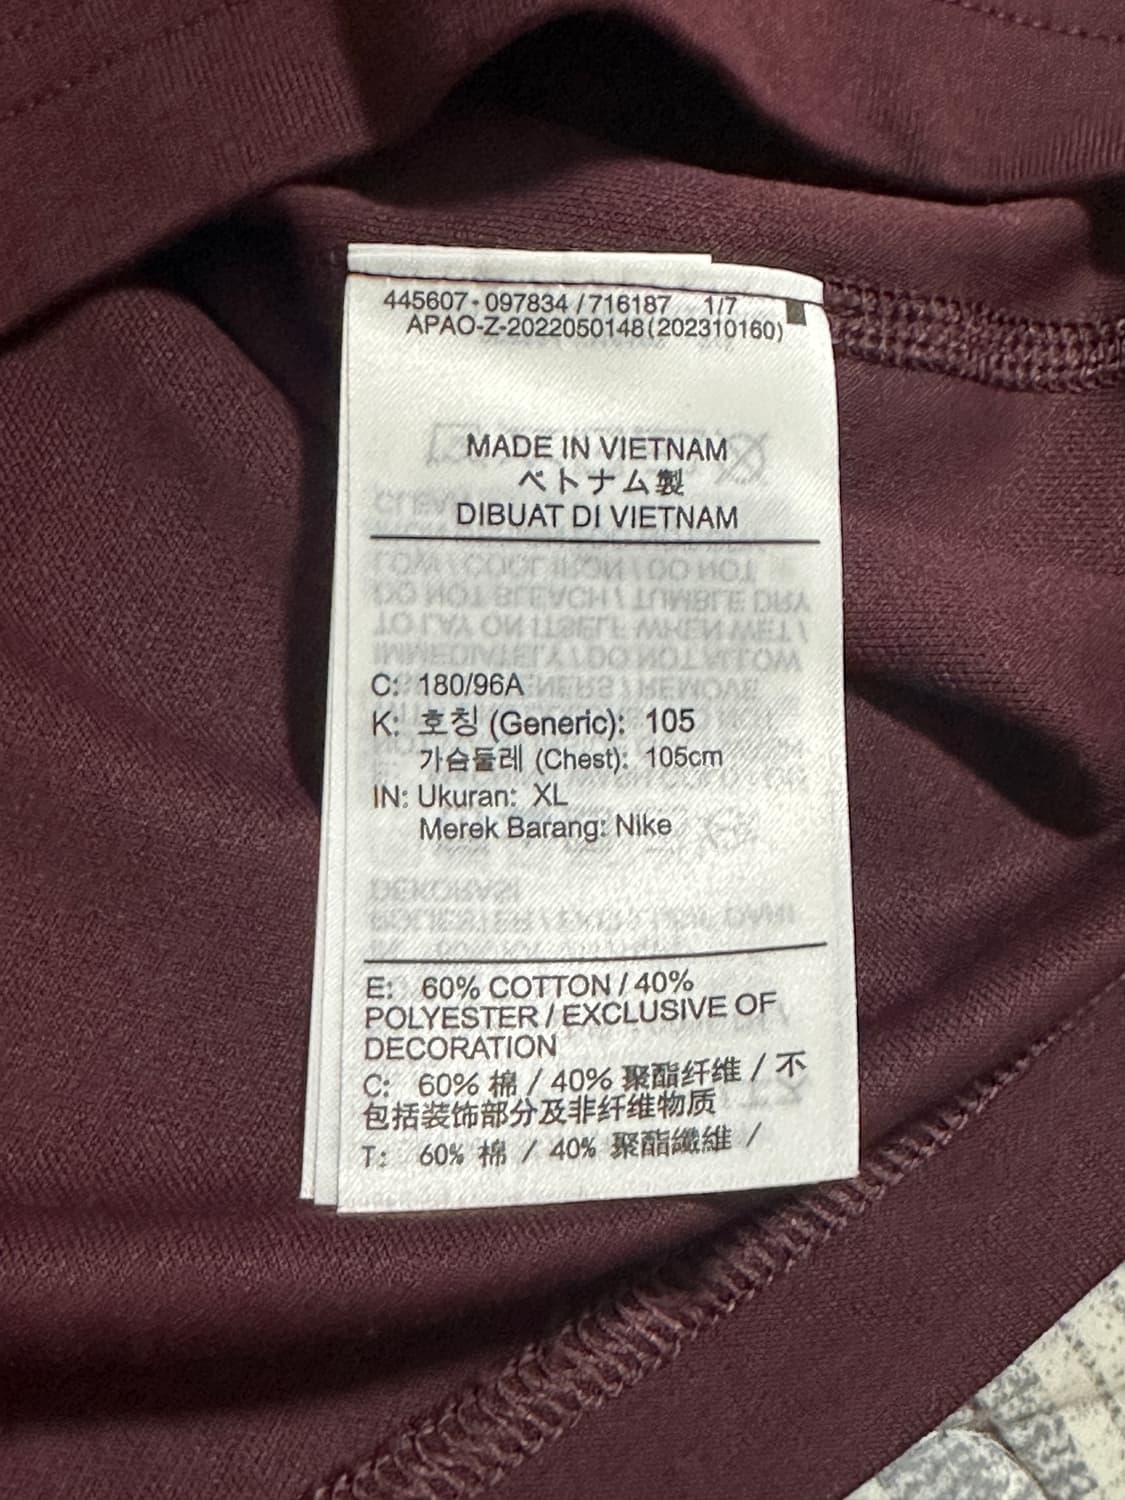 445607-097834 / 716187 1/7
APAO-Z-2022050148(202310160)
MADE IN VIETNAM
ベトナム製
DIBUAT DI VIETNAM
C: 180/96A
K: 호칭 (Generic): 105
가슴둘레 (Chest): 105cm
IN: Ukuran: XL
Merek Barang: Nike
E: 60% COTTON / 40%
POLYESTER / EXCLUSIVE OF
DECORATION
C: 60% 棉 / 40% 聚酯纤维 / 不
包括装饰部分及非纤维物质
T: 60% 棉 / 40% 聚酯纖維 /